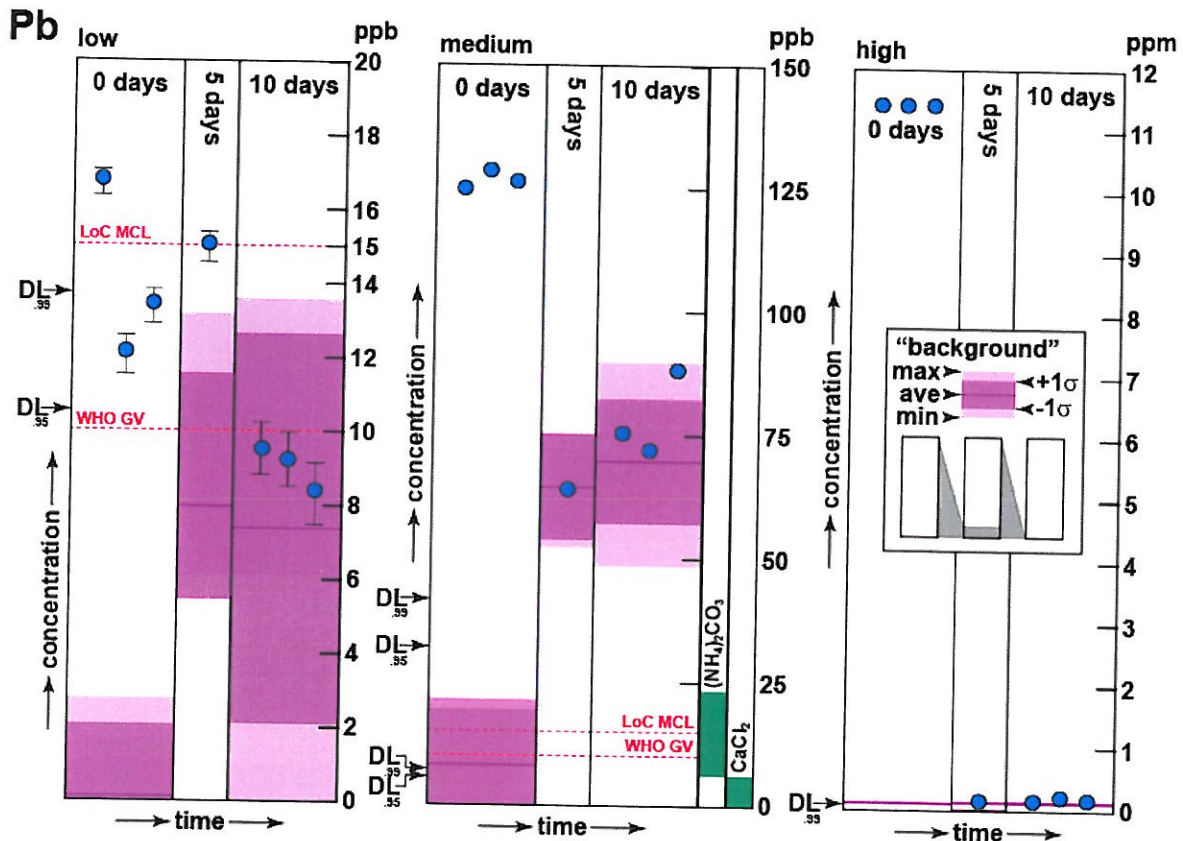 Pb
low
ppb
0 days
5 days
10 days
20
18
16
15
14
12
10
8
6
4
2
0
LoC MCL
WHO GV
DL.99
DL.95
concentration
time
medium
ppb
0 days
5 days
10 days
150
125
100
75
50
25
0
concentration
DL.99
DL.95
DL.99
DL.95
LoC MCL
WHO GV
(NH₄)₂CO₃
CaCl₂
time
high
ppm
0 days
5 days
10 days
12
11
10
9
8
7
6
5
4
3
2
1
0
concentration
"background"
max
ave
min
+1σ
-1σ
DL.99
time